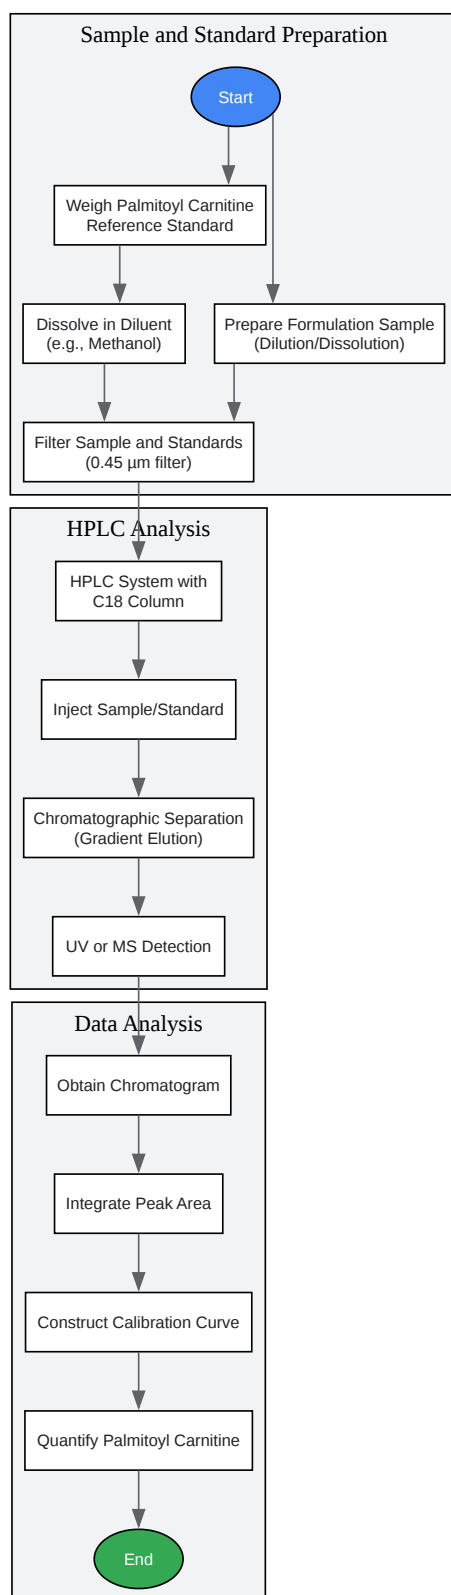 Sample and Standard Preparation
Start
Weigh Palmitoyl Carnitine
Reference Standard
Dissolve in Diluent
(e.g., Methanol)
Prepare Formulation Sample
(Dilution/Dissolution)
Filter Sample and Standards
(0.45 µm filter)
HPLC Analysis
HPLC System with
C18 Column
Inject Sample/Standard
Chromatographic Separation
(Gradient Elution)
UV or MS Detection
Data Analysis
Obtain Chromatogram
Integrate Peak Area
Construct Calibration Curve
Quantify Palmitoyl Carnitine
End